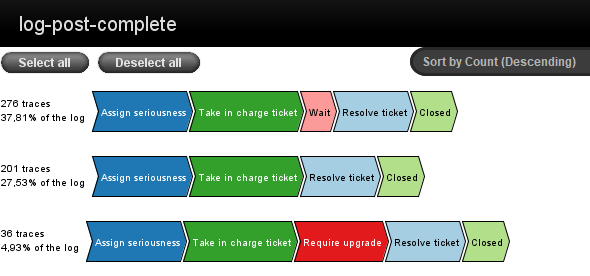 log-post-complete
Select all Deselect all Sort by Count (Descending)
276 traces
37,81% of the log
Assign seriousness Take in charge ticket Wait Resolve ticket Closed
201 traces
27,53% of the log
Assign seriousness Take in charge ticket Resolve ticket Closed
36 traces
4,93% of the log
Assign seriousness Take in charge ticket Require upgrade Resolve ticket Closed